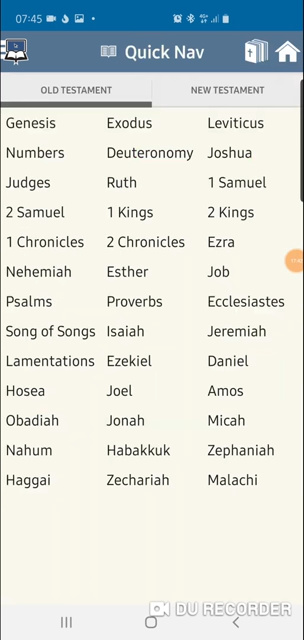 07:45
Quick Nav
OLD TESTAMENT NEW TESTAMENT
Genesis Exodus Leviticus
Numbers Deuteronomy Joshua
Judges Ruth 1 Samuel
2 Samuel 1 Kings 2 Kings
1 Chronicles 2 Chronicles Ezra
Nehemiah Esther Job
Psalms Proverbs Ecclesiastes
Song of Songs Isaiah Jeremiah
Lamentations Ezekiel Daniel
Hosea Joel Amos
Obadiah Jonah Micah
Nahum Habakkuk Zephaniah
Haggai Zechariah Malachi
DU RECORDER